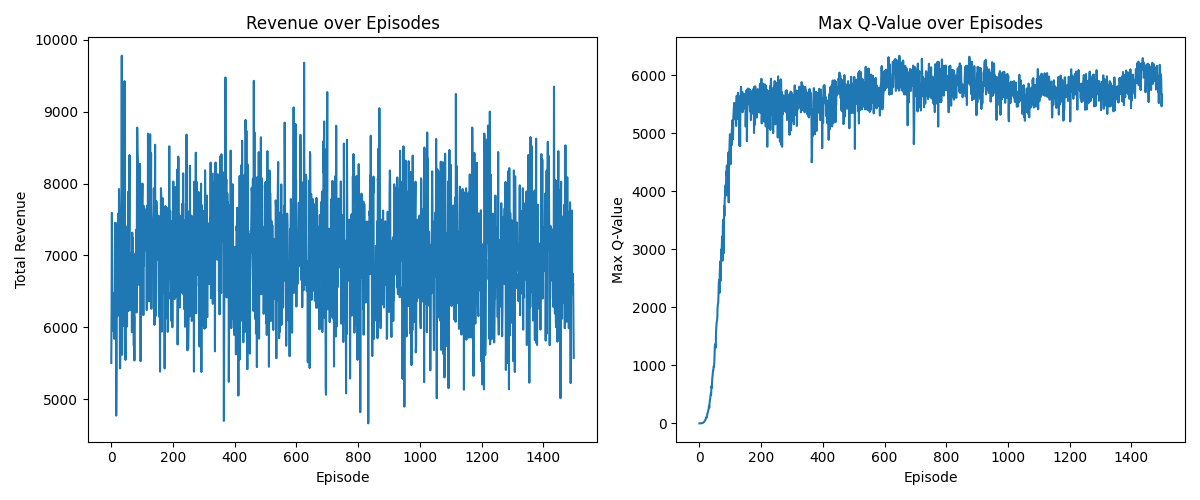 Revenue over Episodes
Total Revenue
10000
9000
8000
7000
6000
5000
0 200 400 600 800 1000 1200 1400
Episode
Max Q-Value over Episodes
Max Q-Value
6000
5000
4000
3000
2000
1000
0
0 200 400 600 800 1000 1200 1400
Episode